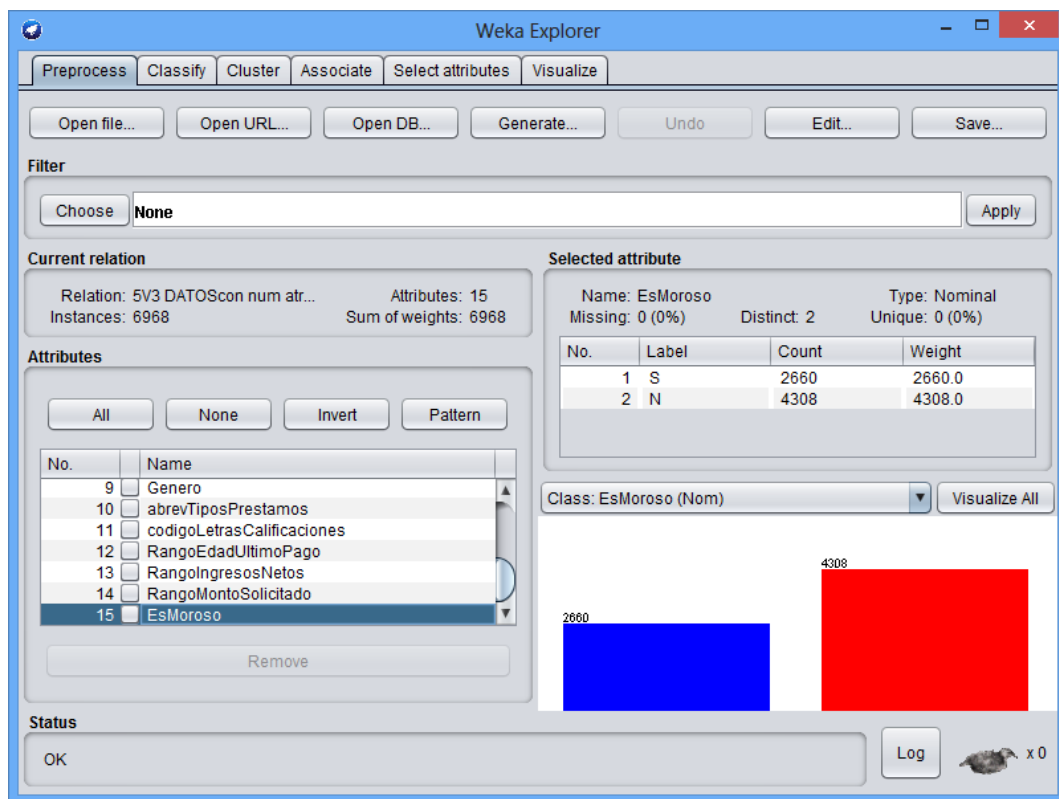 Weka Explorer
Preprocess Classify Cluster Associate Select attributes Visualize
Open file... Open URL... Open DB... Generate... Undo Edit... Save...
Filter
Choose None Apply
Current relation
Relation: 5V3 DATOScon num atr... Attributes: 15
Instances: 6968 Sum of weights: 6968
Attributes
All None Invert Pattern
No. Name
9 Genero
10 abrevTiposPrestamos
11 codigoLetrasCalificaciones
12 RangoEdadUltimoPago
13 RangoIngresosNetos
14 RangoMontoSolicitado
15 EsMoroso
Remove
Selected attribute
Name: EsMoroso Type: Nominal
Missing: 0 (0%) Distinct: 2 Unique: 0 (0%)
No. Label Count Weight
1 S 2660 2660.0
2 N 4308 4308.0
Class: EsMoroso (Nom) Visualize All
4308
2660
Status
OK
Log x 0